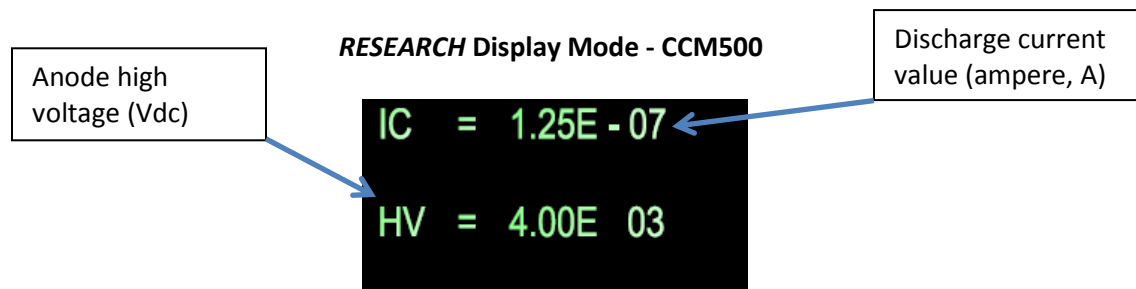 RESEARCH Display Mode - CCM500
Anode high
voltage (Vdc)
Discharge current
value (ampere, A)
IC = 1.25E - 07
HV = 4.00E 03